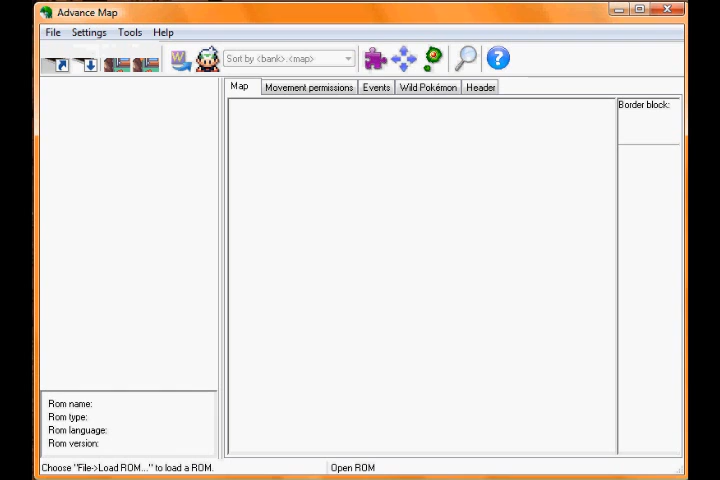 Advance Map
File Settings Tools Help
Sort by <bank>.<map>
Map Movement permissions Events Wild Pokémon Header
Border block:
Rom name:
Rom type:
Rom language:
Rom version:
Choose "File->Load ROM..." to load a ROM. Open ROM